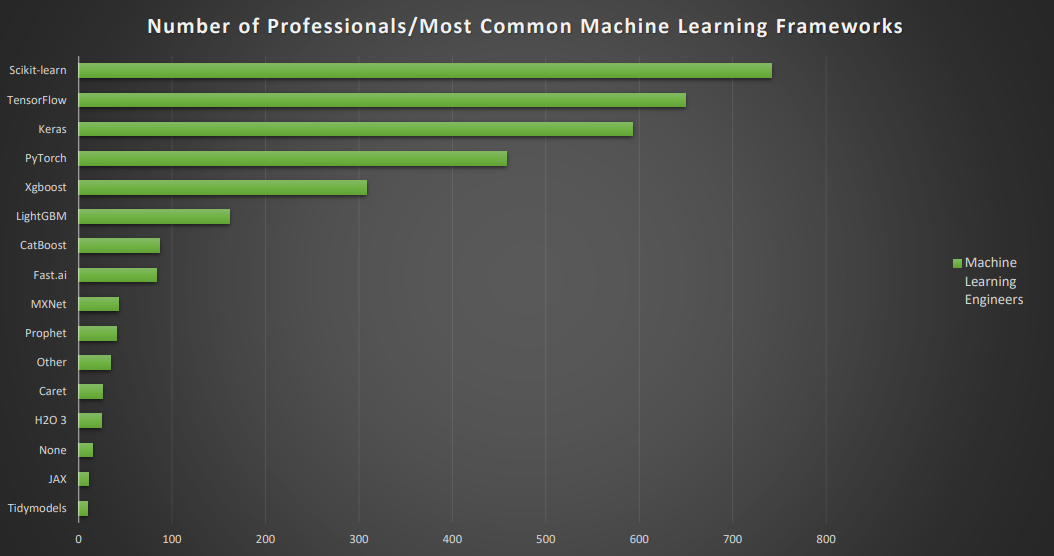 Number of Professionals/Most Common Machine Learning Frameworks
Scikit-learn
TensorFlow
Keras
PyTorch
Xgboost
LightGBM
CatBoost
Fast.ai
MXNet
Prophet
Other
Caret
H2O 3
None
JAX
Tidymodels
0 100 200 300 400 500 600 700 800
Machine
Learning
Engineers